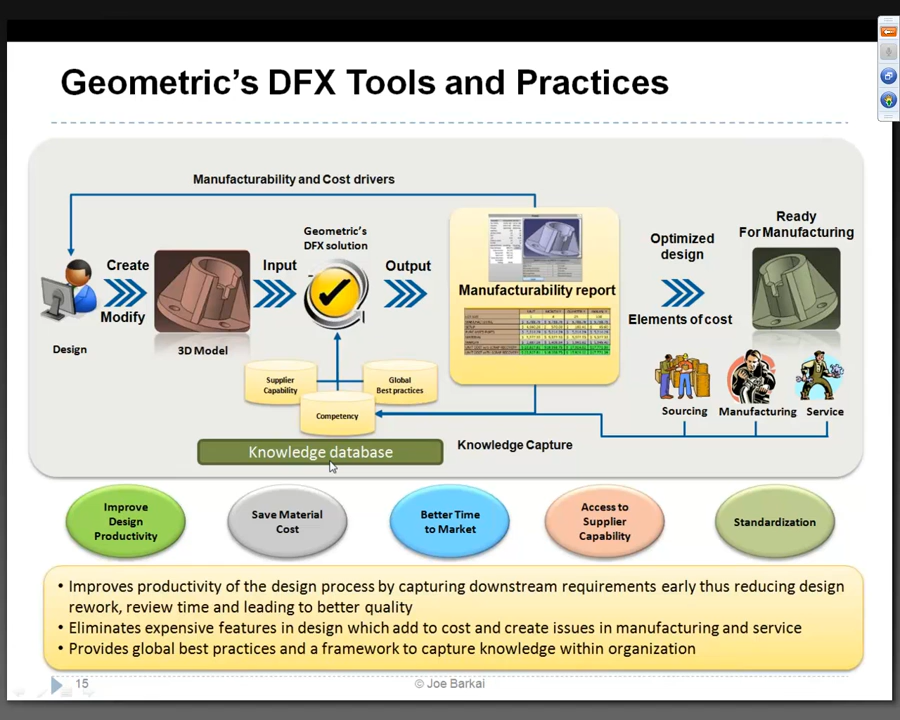 Geometric's DFX Tools and Practices
Manufacturability and Cost drivers
Geometric's
DFX solution
Create
Modify
Input
Output
Design
3D Model
Manufacturability report
Optimized
design
Elements of cost
Ready
For Manufacturing
Sourcing
Manufacturing
Service
Supplier
Capability
Global
Best practices
Competency
Knowledge database
Knowledge Capture
Improve
Design
Productivity
Save Material
Cost
Better Time
to Market
Access to
Supplier
Capability
Standardization
• Improves productivity of the design process by capturing downstream requirements early thus reducing design
rework, review time and leading to better quality
• Eliminates expensive features in design which add to cost and create issues in manufacturing and service
• Provides global best practices and a framework to capture knowledge within organization
15
© Joe Barkai